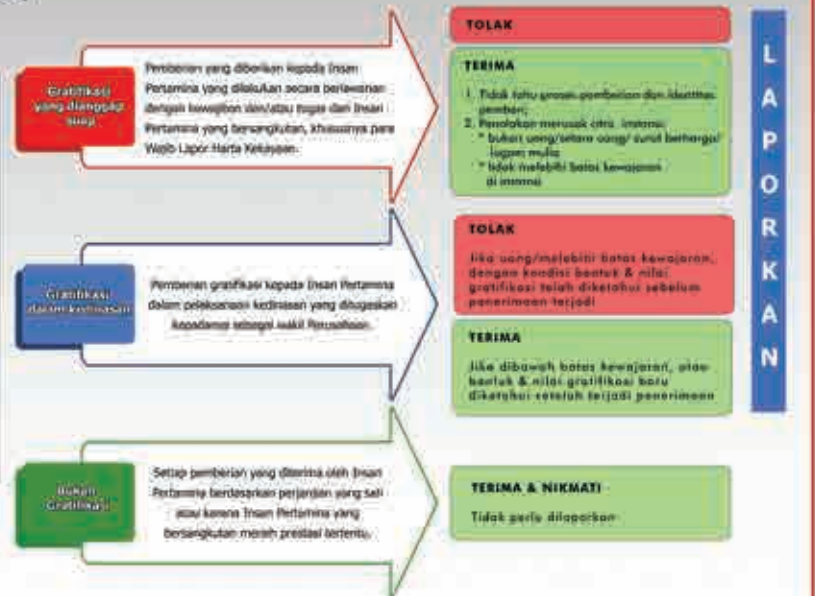 Gratifikasi
yang dianggap
suap
Pemberian yang diberikan kepada Insan
Pertamina yang dilakukan secara berlawanan
dengan kewajiban dan/atau tugas dari Insan
Pertamina yang bersangkutan, khususnya para
Wajib Lapor Harta Kekayaan.
TOLAK
TERIMA
1. Tidak tahu proses pemberian dan identitas
pemberi;
2. Penolakan merusak citra instansi:
* bukan uang/setara uang/ surat berharga/
logam mulia;
* tidak melebihi batas kewajaran
di instansi
Gratifikasi
dalam kedinasan
Pemberian gratifikasi kepada Insan Pertamina
dalam pelaksanaan kedinasan yang ditugaskan
kepadanya sebagai wakil Perusahaan.
TOLAK
Jika uang/melebihi batas kewajaran,
dengan kondisi bentuk & nilai
gratifikasi telah diketahui sebelum
penerimaan terjadi
TERIMA
Jika dibawah batas kewajaran, atau
bentuk & nilai gratifikasi baru
diketahui setelah terjadi penerimaan
Bukan
Gratifikasi
Setiap pemberian yang diterima oleh Insan
Pertamina berdasarkan perjanjian yang sah
atau karena Insan Pertamina yang
bersangkutan meraih prestasi tertentu.
TERIMA & NIKMATI
Tidak perlu dilaporkan
LAPORKAN